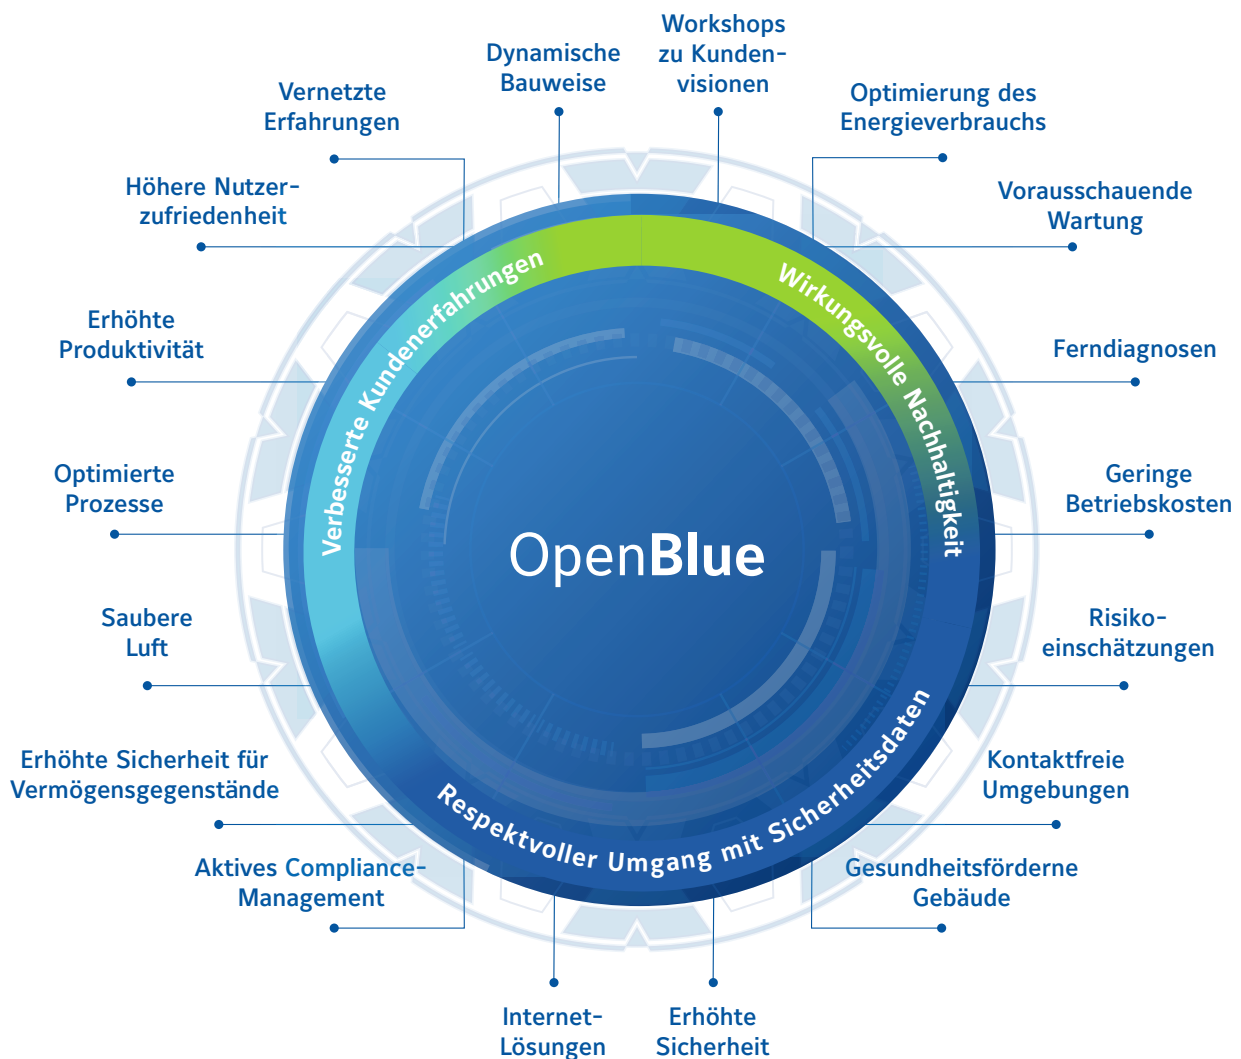 Workshops
zu Kunden-
visionen
Optimierung des
Energieverbrauchs
Vorausschauende
Wartung
Ferndiagnosen
Geringe
Betriebskosten
Risiko-
einschätzungen
Kontaktfreie
Umgebungen
Gesundheitsförderne
Gebäude
Erhöhte
Sicherheit
Internet-
Lösungen
Aktives Compliance-
Management
Erhöhte Sicherheit für
Vermögensgegenstände
Saubere
Luft
Optimierte
Prozesse
Erhöhte
Produktivität
Höhere Nutzer-
zufriedenheit
Vernetzte
Erfahrungen
Dynamische
Bauweise
Verbesserte Kundenerfahrungen
Wirkungsvolle Nachhaltigkeit
Respektvoller Umgang mit Sicherheitsdaten
OpenBlue